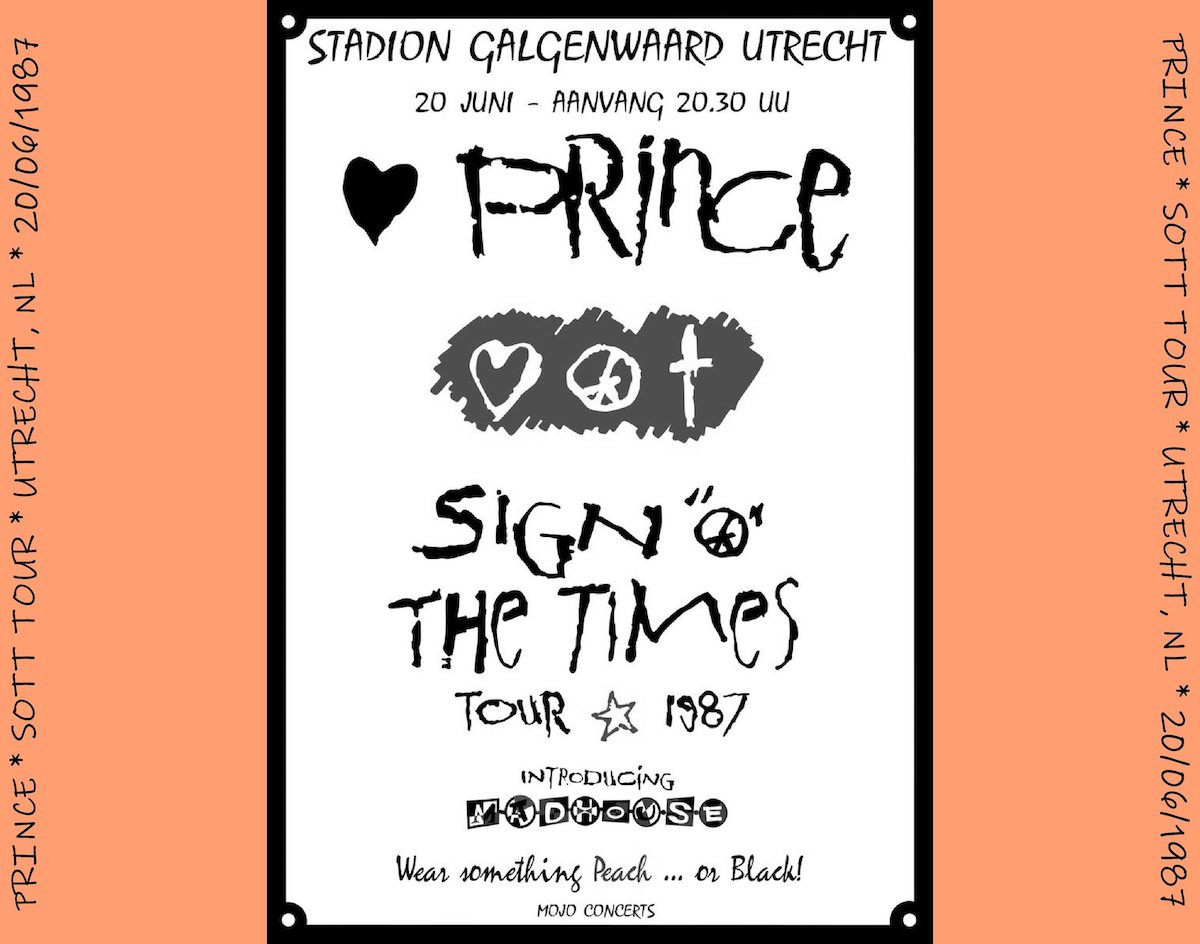 PRINCE * SOTT TOUR * UTRECHT, NL * 20/06/1987
STADION GALGENWAARD UTRECHT
20 JUNI - AANVANG 20.30 UU
PRINCE
SIGN "O"
THE TIMES
TOUR ☆ 1987
INTRODUCING
MADHOUSE
Wear something Peach ... or Black!
MOJO CONCERTS
PRINCE * SOTT TOUR * UTRECHT, NL * 20/06/1987